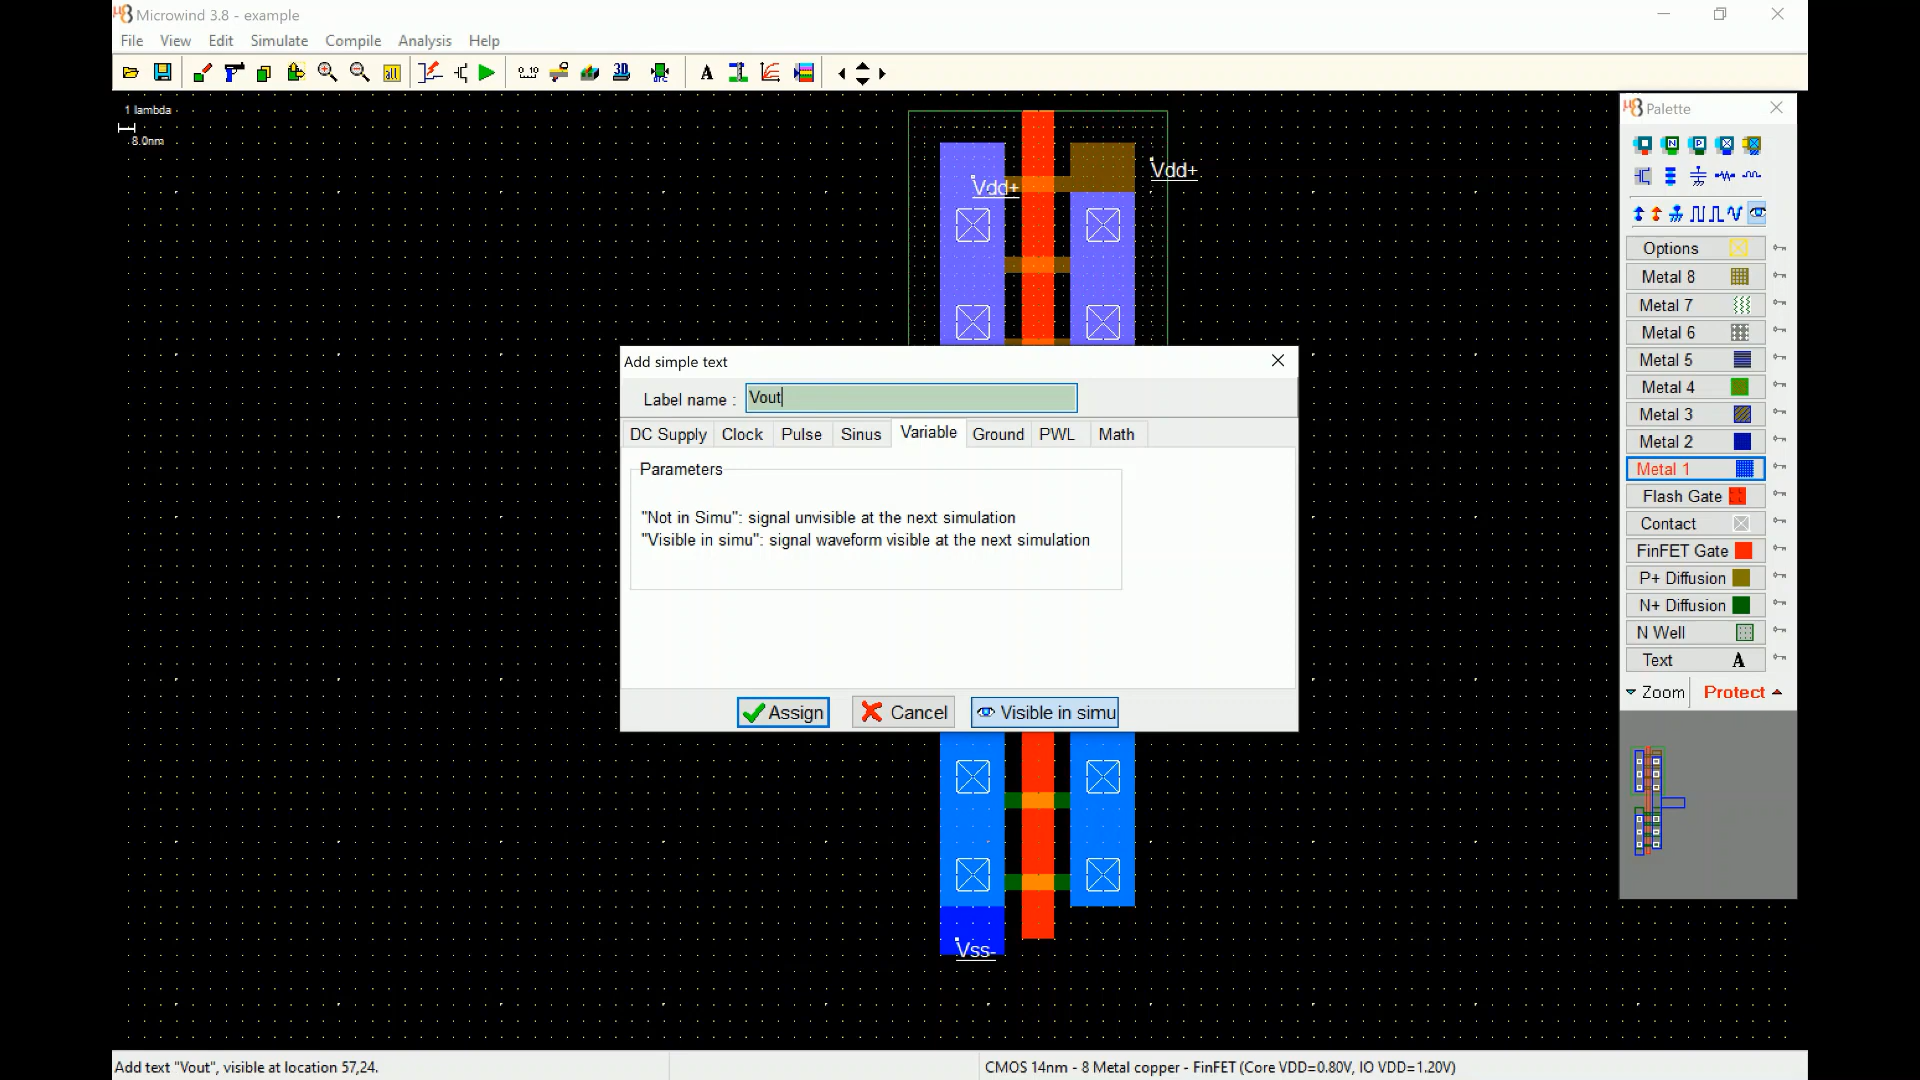 Microwind 3.8 - example
File View Edit Simulate Compile Analysis Help
1 lambda
8.0nm
Vdd+
Vdd+
Palette
Options
Metal 8
Metal 7
Metal 6
Metal 5
Metal 4
Metal 3
Metal 2
Metal 1
Flash Gate
Contact
FinFET Gate
P+ Diffusion
N+ Diffusion
N Well
Text A
Zoom Protect
Add simple text
Label name : Vout
DC Supply Clock Pulse Sinus Variable Ground PWL Math
Parameters
"Not in Simu": signal unvisible at the next simulation
"Visible in simu": signal waveform visible at the next simulation
Assign Cancel Visible in simu
Vss-
Add text "Vout", visible at location 57,24.
CMOS 14nm - 8 Metal copper - FinFET (Core VDD=0.80V, IO VDD=1.20V)